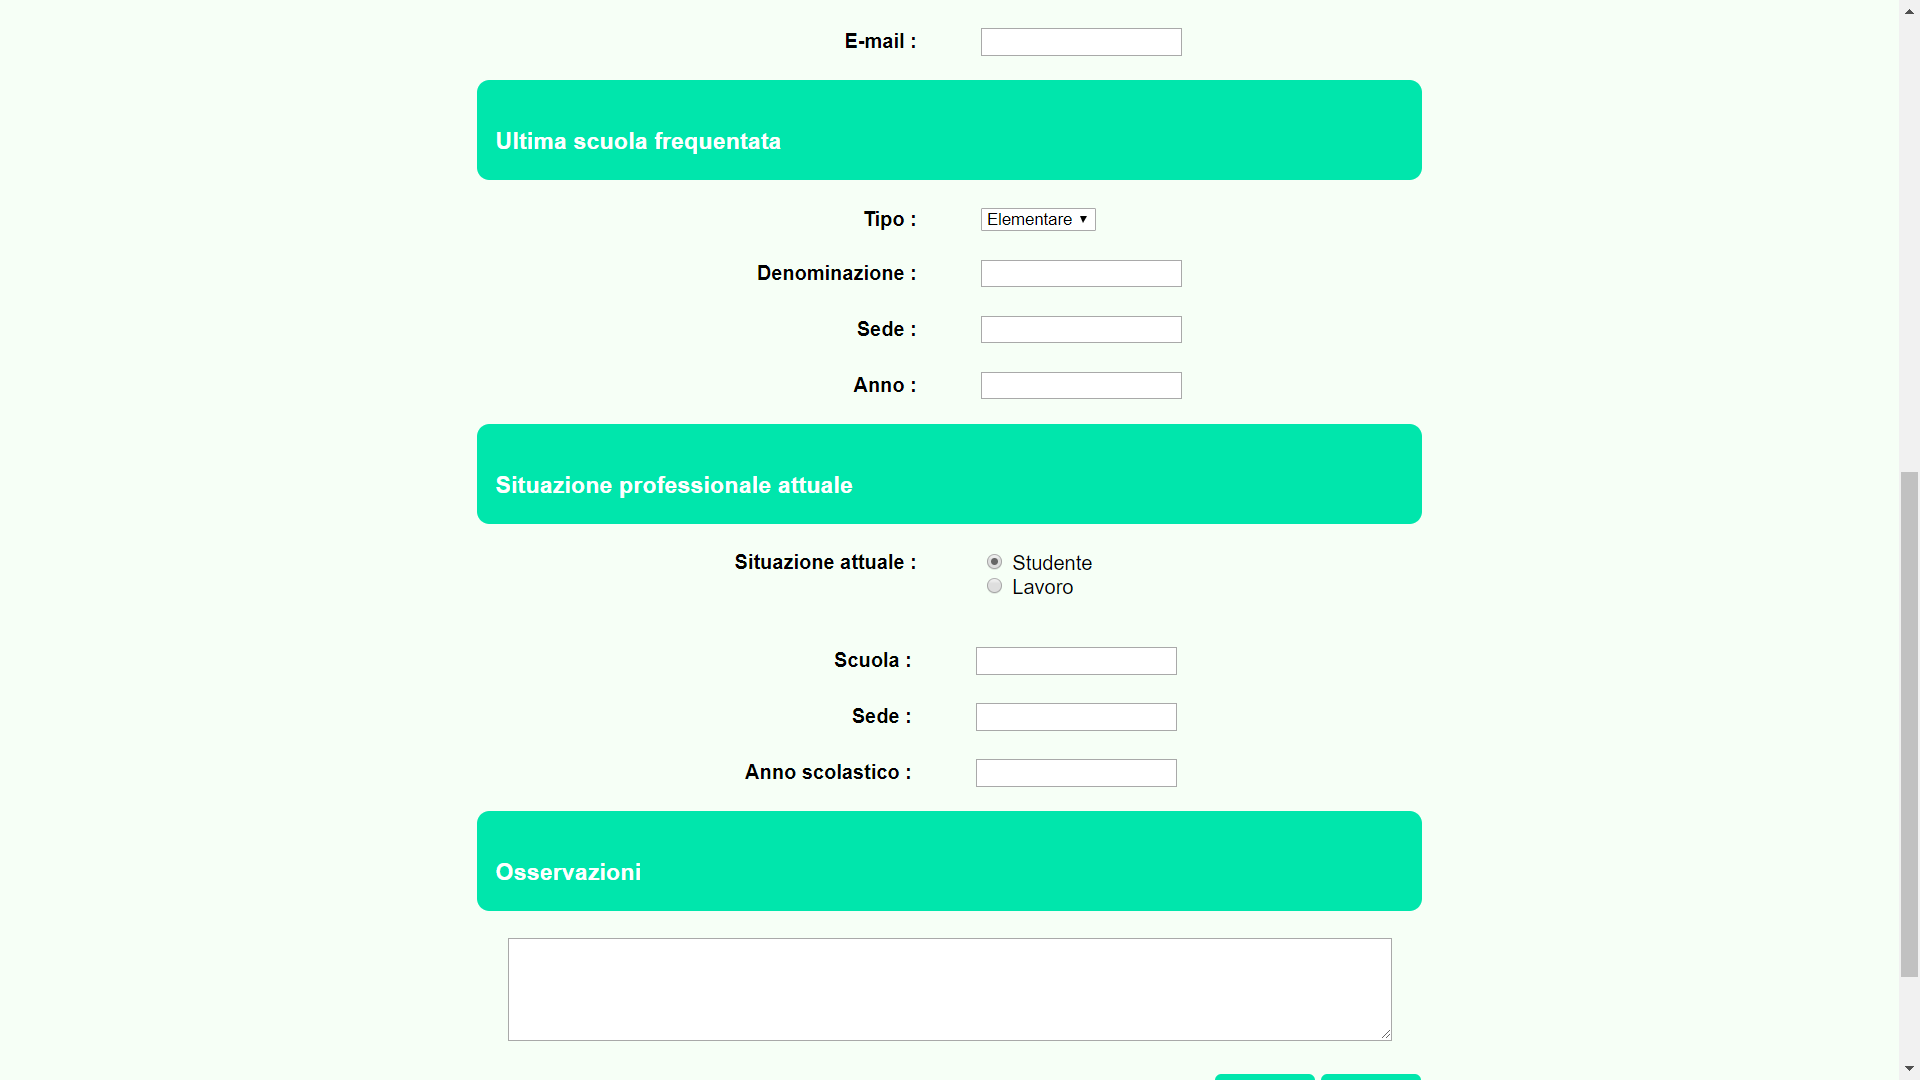 E-mail :
Ultima scuola frequentata
Tipo : Elementare
Denominazione :
Sede :
Anno :
Situazione professionale attuale
Situazione attuale : Studente
Lavoro
Scuola :
Sede :
Anno scolastico :
Osservazioni